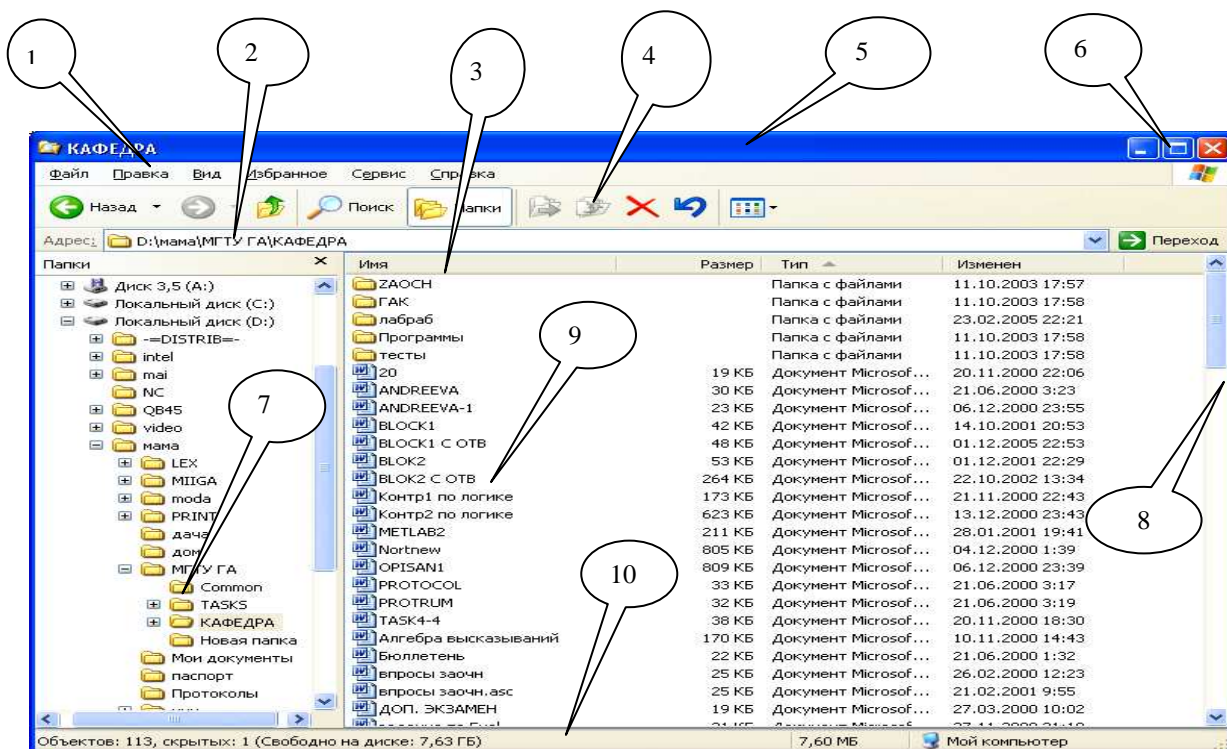 1 2 3 4 5 6
КАФЕДРА
Файл Правка Вид Избранное Сервис Справка
Назад Поиск Папки
Адрес: D:\мама\МГТУ ГА\КАФЕДРА Переход
Папки
Диск 3,5 (A:)
Локальный диск (C:)
Локальный диск (D:)
-=DISTRIB=-
intel
mai
NC
QB45
video
мама
LEX
MIIGA
moda
PRINT
дача
дом
МГТУ ГА
Common
TASKS
КАФЕДРА
Новая папка
Мои документы
паспорт
Протоколы
7
Имя Размер Тип Изменен
ZAOCH Папка с файлами 11.10.2003 17:57
ГАК Папка с файлами 11.10.2003 17:58
лабраб Папка с файлами 23.02.2005 22:21
Программы Папка с файлами 11.10.2003 17:58
тесты Папка с файлами 11.10.2003 17:58
20 19 КБ Документ Microsof... 20.11.2000 22:06
ANDREEVA 30 КБ Документ Microsof... 21.06.2000 3:23
ANDREEVA-1 23 КБ Документ Microsof... 06.12.2000 23:55
BLOCK1 42 КБ Документ Microsof... 14.10.2001 20:53
BLOCK1 С ОТВ 48 КБ Документ Microsof... 01.12.2005 22:53
BLOK2 53 КБ Документ Microsof... 01.12.2001 22:29
BLOK2 С ОТВ 264 КБ Документ Microsof... 22.10.2002 13:34
Контр1 по логике 173 КБ Документ Microsof... 21.11.2000 22:43
Контр2 по логике 623 КБ Документ Microsof... 13.12.2000 23:43
METLAB2 211 КБ Документ Microsof... 28.01.2001 19:41
Nortnew 805 КБ Документ Microsof... 04.12.2000 1:39
OPISAN1 809 КБ Документ Microsof... 06.12.2000 23:39
PROTOCOL 33 КБ Документ Microsof... 21.06.2000 3:17
PROTRUM 32 КБ Документ Microsof... 21.06.2000 3:19
TASK4-4 38 КБ Документ Microsof... 20.11.2000 18:30
Алгебра высказываний 170 КБ Документ Microsof... 10.11.2000 14:43
Бюллетень 22 КБ Документ Microsof... 21.06.2000 1:32
впросы заочн 25 КБ Документ Microsof... 26.02.2000 12:23
впросы заочн.asc 25 КБ Документ Microsof... 21.02.2001 9:55
ДОП. ЭКЗАМЕН 19 КБ Документ Microsof... 27.03.2000 10:02
9
8
10
Объектов: 113, скрытых: 1 (Свободно на диске: 7,63 ГБ) 7,60 МБ Мой компьютер